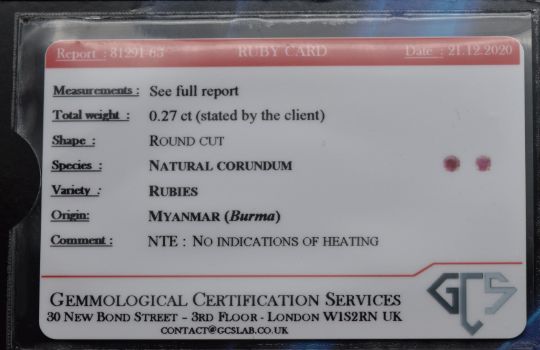 Report : 81291-83 RUBY CARD Date : 21.12.2020
Measurements : See full report
Total weight : 0.27 ct (stated by the client)
Shape : ROUND CUT
Species : NATURAL CORUNDUM
Variety : RUBIES
Origin: MYANMAR (Burma)
Comment : NTE : NO INDICATIONS OF HEATING
GEMMOLOGICAL CERTIFICATION SERVICES
30 NEW BOND STREET - 3RD FLOOR - LONDON W1S2RN UK
CONTACT@GCSLAB.CO.UK
GCS